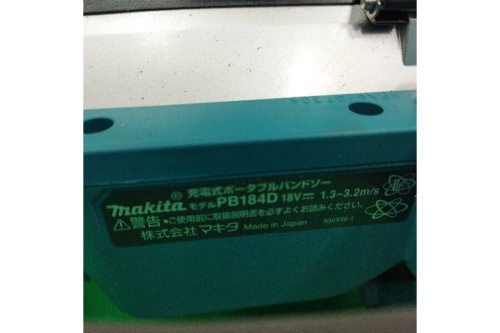 充電式ポータブルバンドソー
makita® モデル PB184D 18V 1.3-3.2m/s
⚠警告・ご使用前に取扱説明書を必ずよくお読みください。
株式会社 マキタ Made in Japan